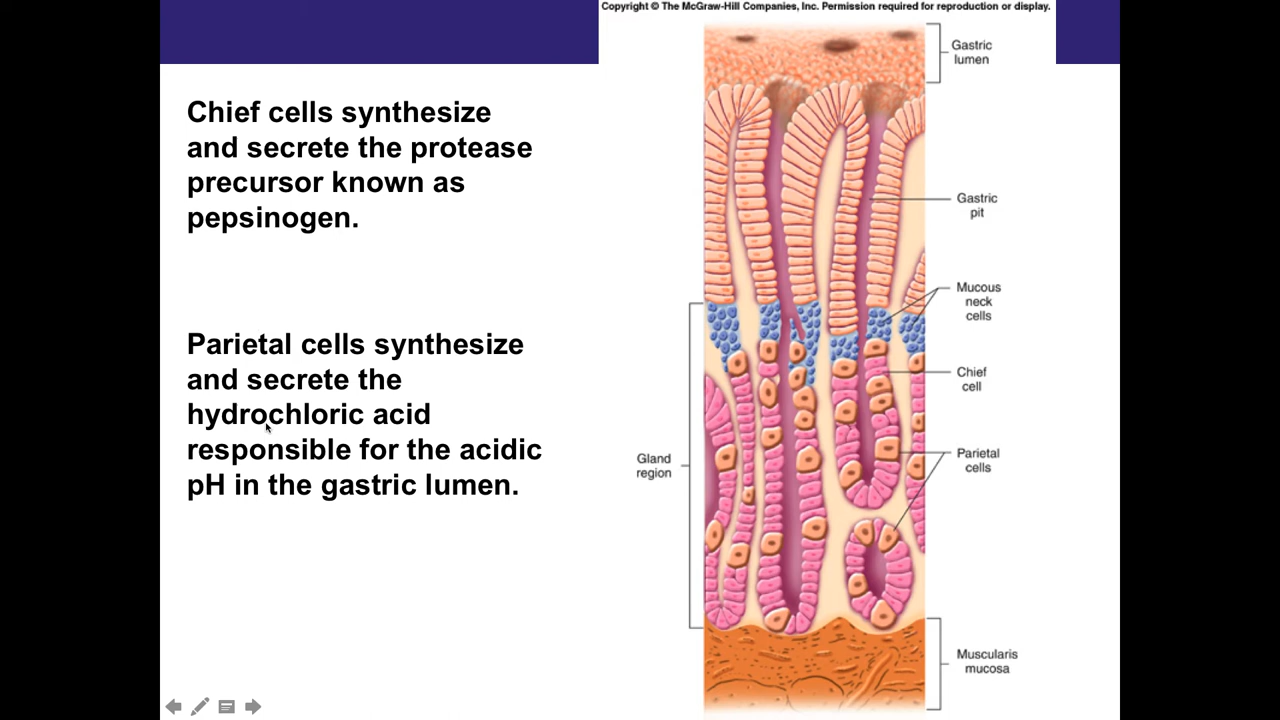 Copyright © The McGraw-Hill Companies, Inc. Permission required for reproduction or display.
Chief cells synthesize
and secrete the protease
precursor known as
pepsinogen.
Parietal cells synthesize
and secrete the
hydrochloric acid
responsible for the acidic
pH in the gastric lumen.
Gastric
lumen
Gastric
pit
Mucous
neck
cells
Chief
cell
Parietal
cells
Gland
region
Muscularis
mucosa